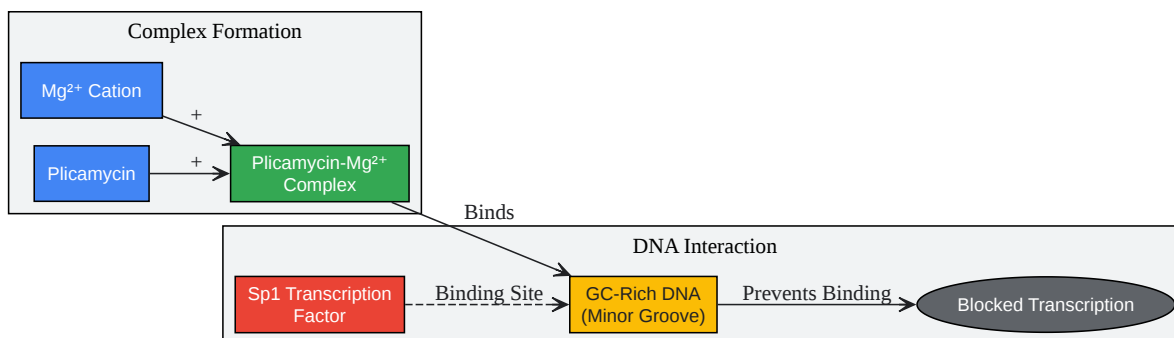 Complex Formation
Mg²⁺ Cation
+
Plicamycin
+
Plicamycin-Mg²⁺
Complex
Binds
DNA Interaction
Sp1 Transcription
Factor
Binding Site
GC-Rich DNA
(Minor Groove)
Prevents Binding
Blocked Transcription